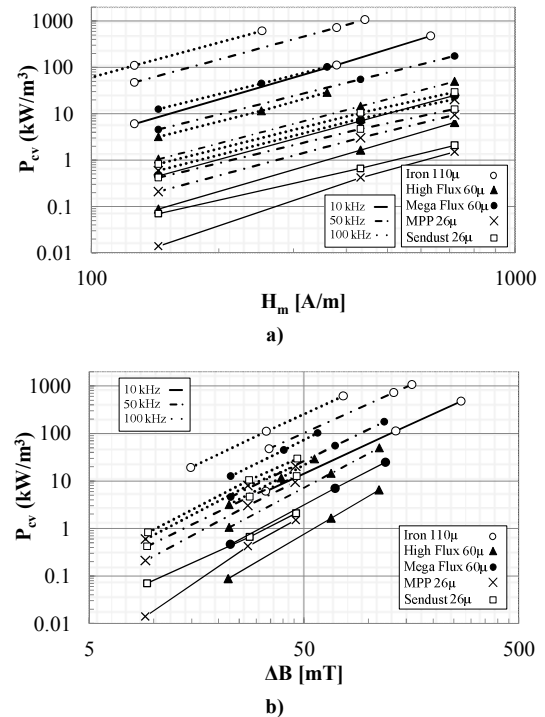 1000
100
10
1
0.1
0.01
P_cv (kW/m³)
10 kHz
50 kHz
100 kHz
Iron 110µ
High Flux 60µ
Mega Flux 60µ
MPP 26µ
Sendust 26µ
100
1000
H_m [A/m]
a)
1000
100
10
1
0.1
0.01
P_cv (kW/m³)
10 kHz
50 kHz
100 kHz
Iron 110µ
High Flux 60µ
Mega Flux 60µ
MPP 26µ
Sendust 26µ
5
50
500
ΔB [mT]
b)